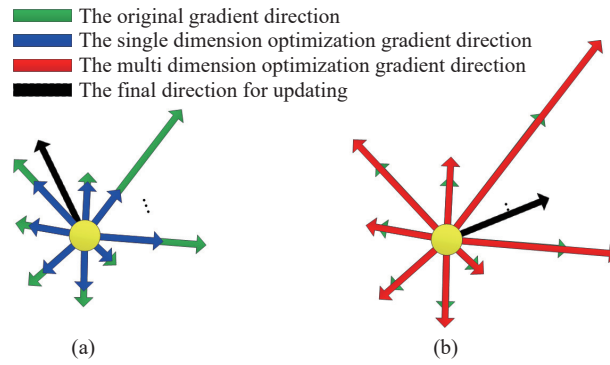 The original gradient direction
The single dimension optimization gradient direction
The multi dimension optimization gradient direction
The final direction for updating
(a)
(b)